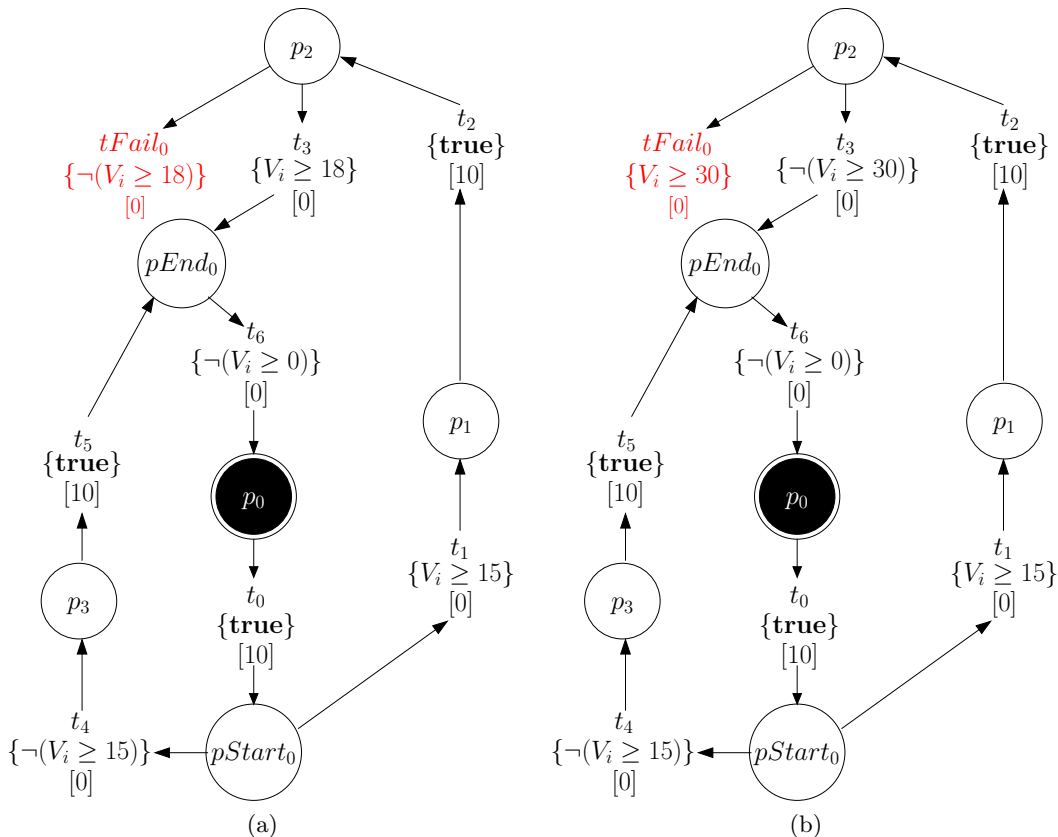 p₂
tFail₀
{¬(Vᵢ ≥ 18)}
[0]
t₃
{Vᵢ ≥ 18}
[0]
t₂
{true}
[10]
pEnd₀
t₆
{¬(Vᵢ ≥ 0)}
[0]
p₁
t₅
{true}
[10]
p₀
t₁
{Vᵢ ≥ 15}
[0]
p₃
t₀
{true}
[10]
t₄
{¬(Vᵢ ≥ 15)}
[0]
pStart₀
(a)
p₂
tFail₀
{Vᵢ ≥ 30}
[0]
t₃
{¬(Vᵢ ≥ 30)}
[0]
t₂
{true}
[10]
pEnd₀
t₆
{¬(Vᵢ ≥ 0)}
[0]
p₁
t₅
{true}
[10]
p₀
t₁
{Vᵢ ≥ 15}
[0]
p₃
t₀
{true}
[10]
t₄
{¬(Vᵢ ≥ 15)}
[0]
pStart₀
(b)